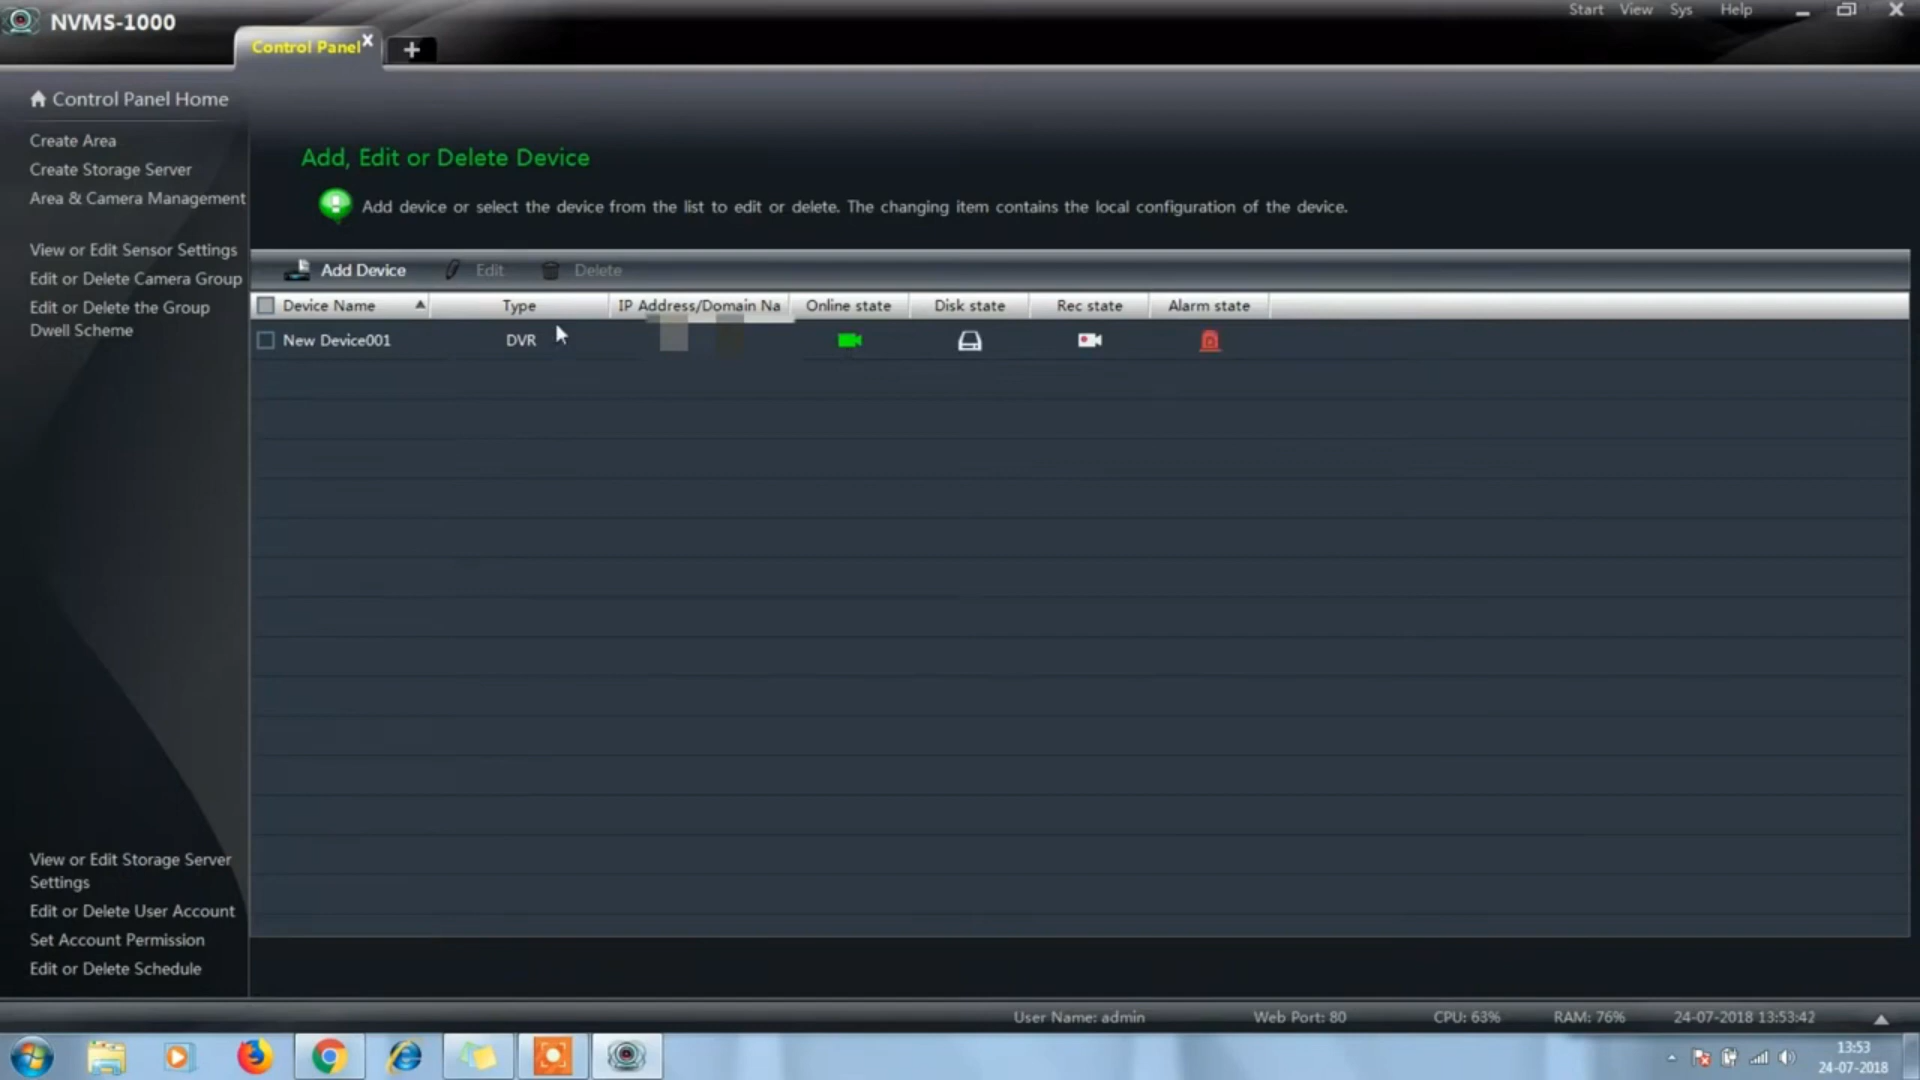 NVMS-1000
Start View Sys Help
Control Panel
Control Panel Home
Create Area
Create Storage Server
Area & Camera Management
View or Edit Sensor Settings
Edit or Delete Camera Group
Edit or Delete the Group
Dwell Scheme
View or Edit Storage Server
Settings
Edit or Delete User Account
Set Account Permission
Edit or Delete Schedule
Add, Edit or Delete Device
Add device or select the device from the list to edit or delete. The changing item contains the local configuration of the device.
Add Device Edit Delete
Device Name Type IP Address/Domain Na Online state Disk state Rec state Alarm state
New Device001 DVR
User Name: admin Web Port: 80 CPU: 63% RAM: 76% 24-07-2018 13:53:42
13:53
24-07-2018